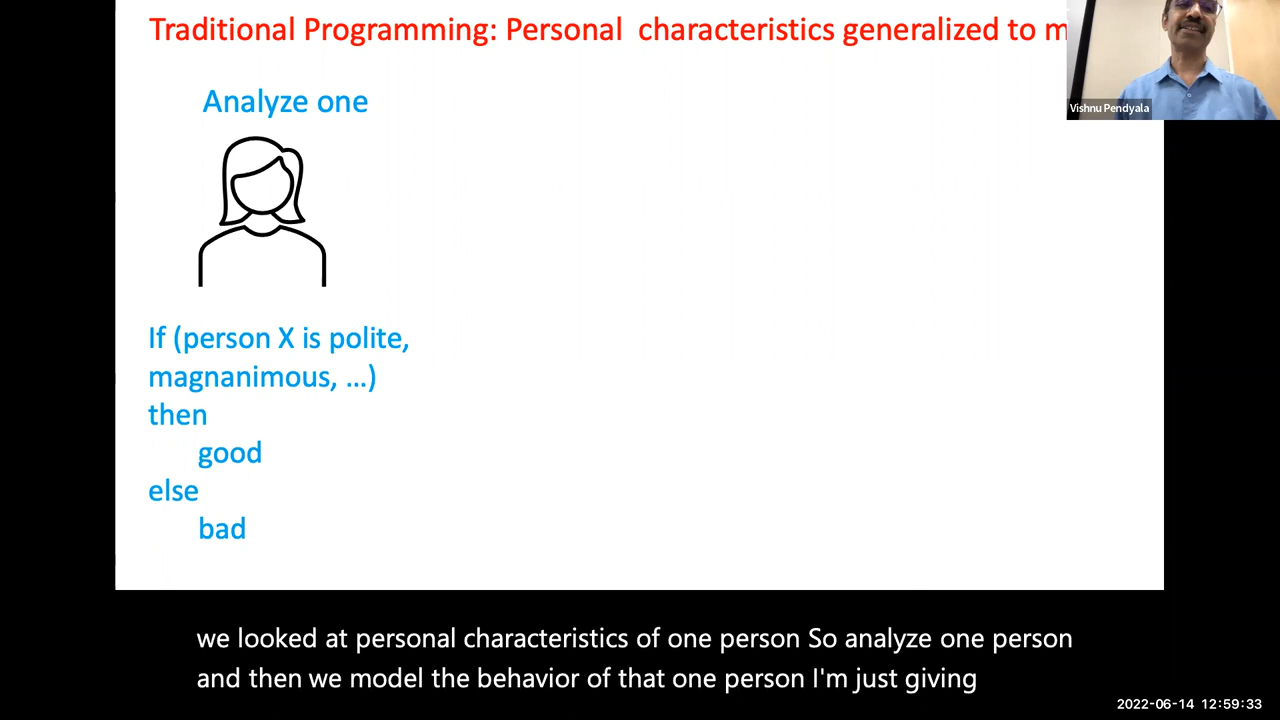 Traditional Programming: Personal characteristics generalized to
Vishnu Pendyala
Analyze one
If (person X is polite,
magnanimous, ...)
then
good
else
bad
we looked at personal characteristics of one person So analyze one person
and then we model the behavior of that one person I'm just giving
2022-06-14 12:59:33